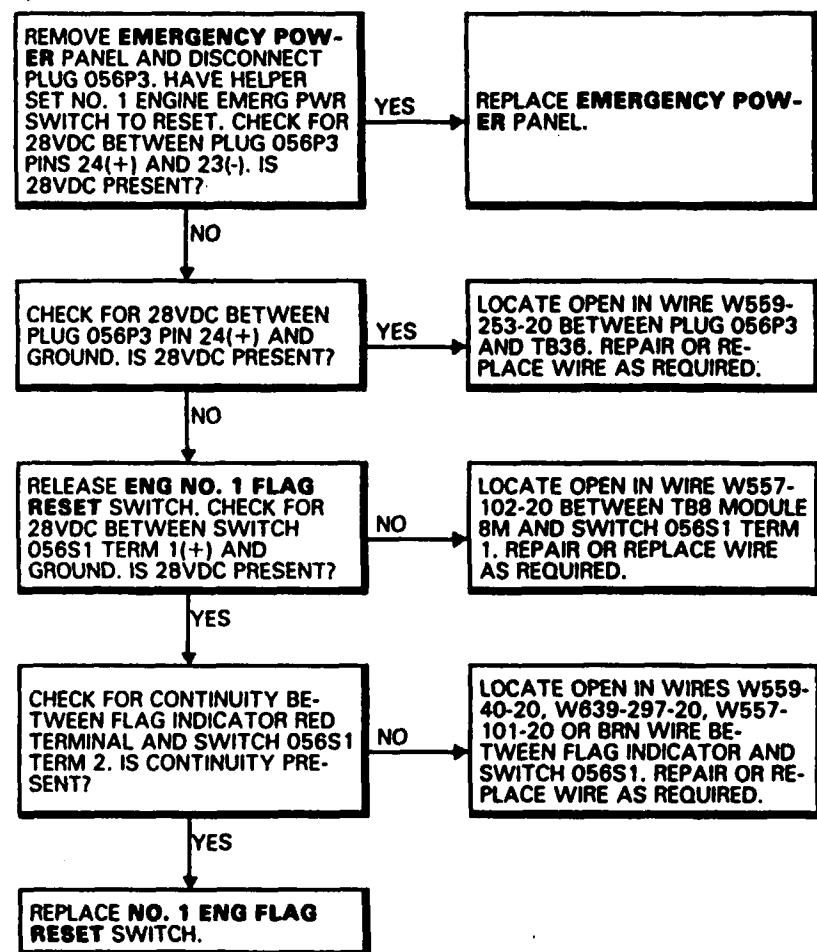 REMOVE EMERGENCY POW-
ER PANEL AND DISCONNECT
PLUG 056P3. HAVE HELPER
SET NO. 1 ENGINE EMERG PWR
SWITCH TO RESET. CHECK FOR
28VDC BETWEEN PLUG 056P3
PINS 24(+) AND 23(-). IS
28VDC PRESENT?
YES
REPLACE EMERGENCY POW-
ER PANEL.
NO
CHECK FOR 28VDC BETWEEN
PLUG 056P3 PIN 24(+) AND
GROUND. IS 28VDC PRESENT?
YES
LOCATE OPEN IN WIRE W559-
253-20 BETWEEN PLUG 056P3
AND TB36. REPAIR OR RE-
PLACE WIRE AS REQUIRED.
NO
RELEASE ENG NO. 1 FLAG
RESET SWITCH. CHECK FOR
28VDC BETWEEN SWITCH
056S1 TERM 1(+) AND
GROUND. IS 28VDC PRESENT?
NO
LOCATE OPEN IN WIRE W557-
102-20 BETWEEN TB8 MODULE
8M AND SWITCH 056S1 TERM
1. REPAIR OR REPLACE WIRE
AS REQUIRED.
YES
CHECK FOR CONTINUITY BE-
TWEEN FLAG INDICATOR RED
TERMINAL AND SWITCH 056S1
TERM 2. IS CONTINUITY PRE-
SENT?
NO
LOCATE OPEN IN WIRES W559-
40-20, W639-297-20, W557-
101-20 OR BRN WIRE BE-
TWEEN FLAG INDICATOR AND
SWITCH 056S1. REPAIR OR RE-
PLACE WIRE AS REQUIRED.
YES
REPLACE NO. 1 ENG FLAG
RESET SWITCH.